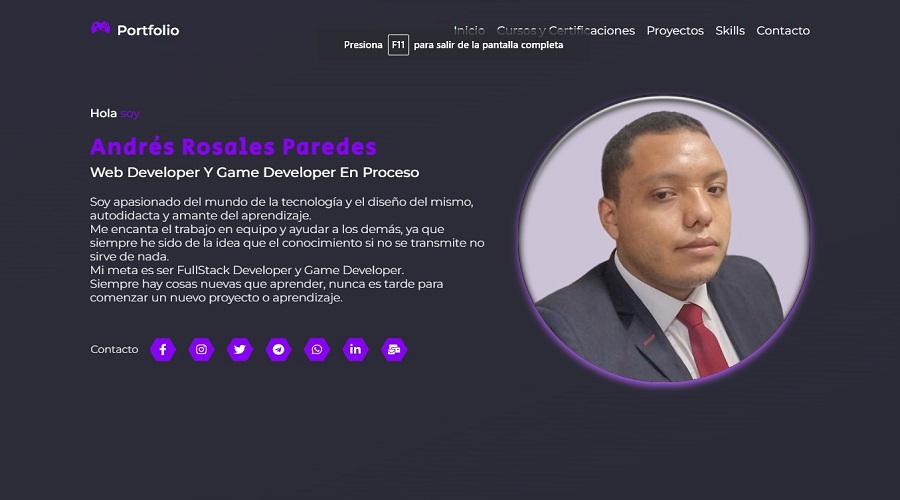 Portfolio
Inicio Cursos y Certificaciones Proyectos Skills Contacto
Presiona F11 para salir de la pantalla completa
Hola soy
Andrés Rosales Paredes
Web Developer Y Game Developer En Proceso
Soy apasionado del mundo de la tecnología y el diseño del mismo,
autodidacta y amante del aprendizaje.
Me encanta el trabajo en equipo y ayudar a los demás, ya que
siempre he sido de la idea que el conocimiento si no se transmite no
sirve de nada.
Mi meta es ser FullStack Developer y Game Developer.
Siempre hay cosas nuevas que aprender, nunca es tarde para
comenzar un nuevo proyecto o aprendizaje.
Contacto